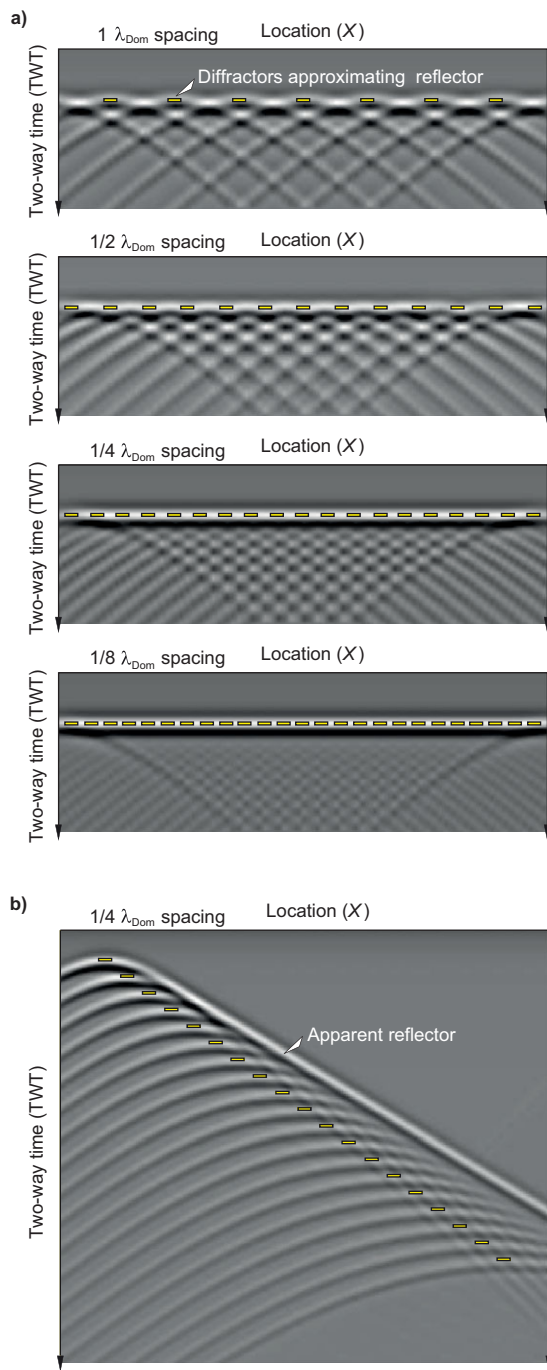 a)
1 λDom spacing
Location (X)
Diffractors approximating reflector
Two-way time (TWT)
1/2 λDom spacing
Location (X)
Two-way time (TWT)
1/4 λDom spacing
Location (X)
Two-way time (TWT)
1/8 λDom spacing
Location (X)
Two-way time (TWT)
b)
1/4 λDom spacing
Location (X)
Apparent reflector
Two-way time (TWT)